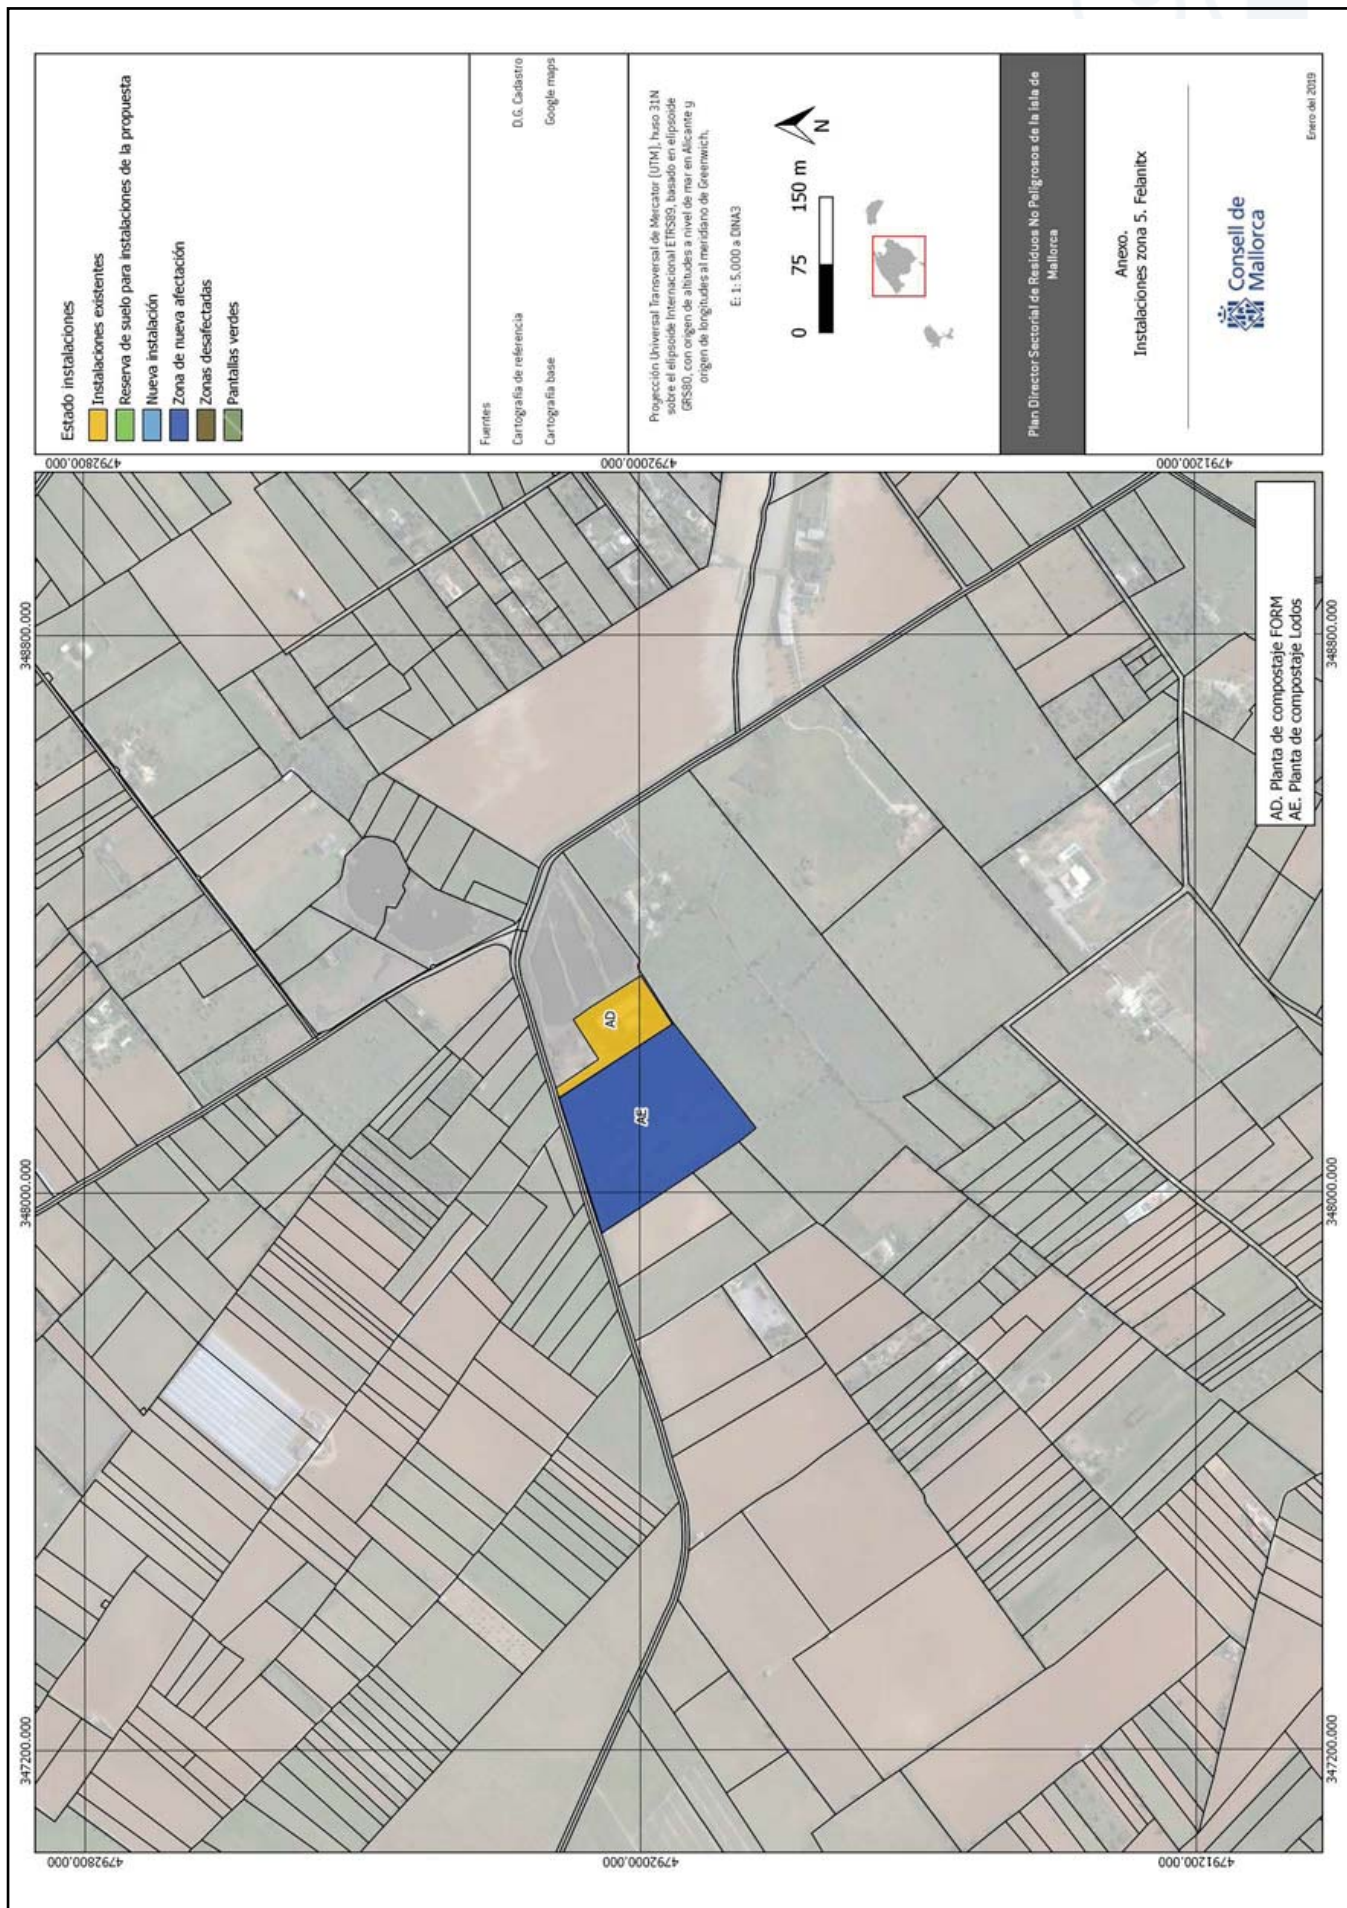 Estado instalaciones
Instalaciones existentes
Reserva de suelo para instalaciones de la propuesta
Nueva instalación
Zona de nueva afectación
Zonas desafectadas
Pantallas verdes
Fuentes
Cartografía de referencia D.G. Cadastro
Cartografía base Google maps
Proyección Universal Transversal de Mercator (UTM), huso 31N
sobre el elipsoide Internacional ETRS89, basado en elipsoide
GRS80, con origen de altitudes a nivel de mar en Alicante y
origen de longitudes al meridiano de Greenwich.
E: 1: 5.000 a DINA3
0 75 150 m
N
Plan Director Sectorial de Residuos No Peligrosos de la isla de
Mallorca
Anexo.
Instalaciones zona 5. Felanitx
Consell de
Mallorca
Enero del 2019
347200.000 348000.000 348800.000
4792800.000 4792800.000
4792000.000 4792000.000
4791200.000 4791200.000
AD
AE
AD. Planta de compostaje FORM
AE. Planta de compostaje Lodos
347200.000 348000.000 348800.000